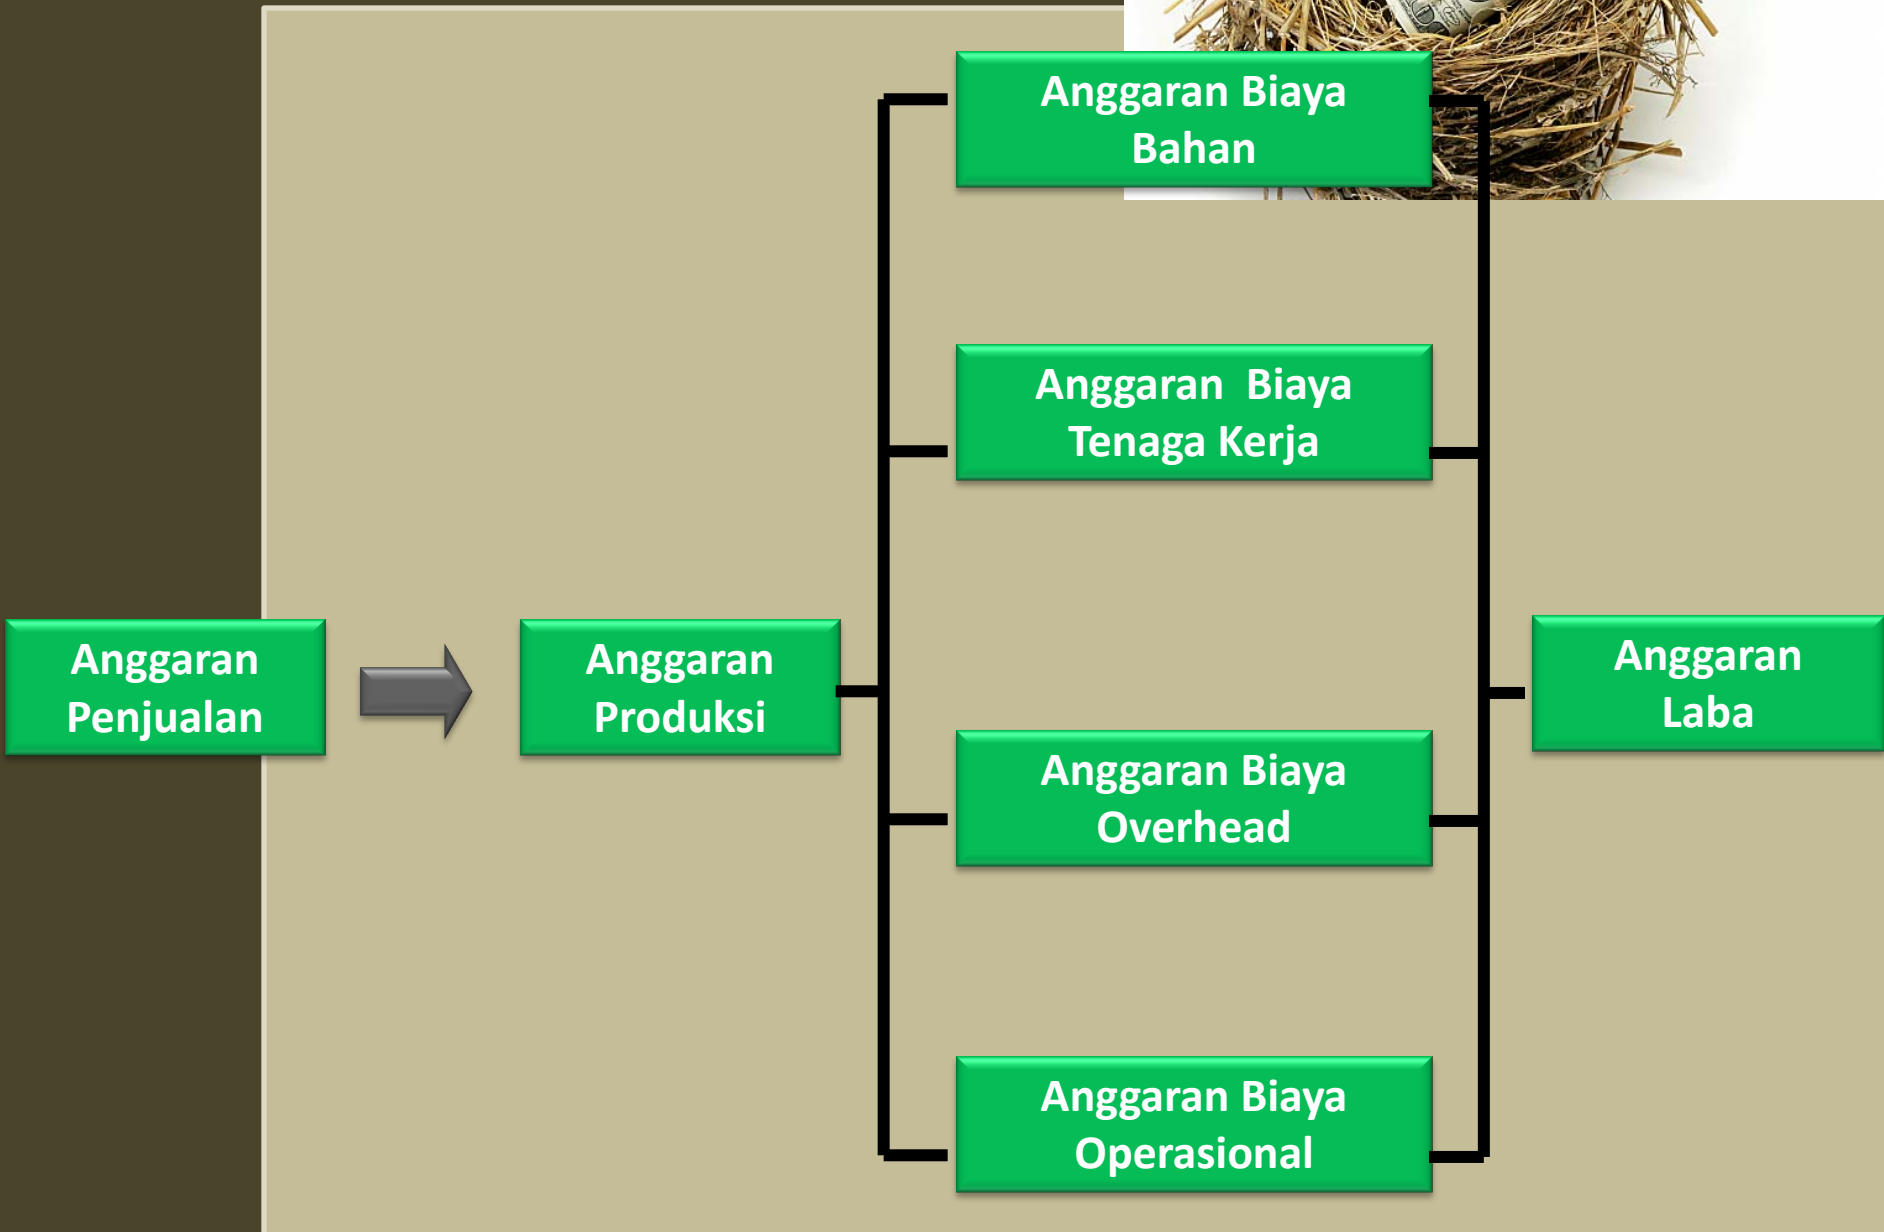 Anggaran Biaya
Bahan
Anggaran  Biaya
Tenaga Kerja
Anggaran
Penjualan
Anggaran
Produksi
Anggaran Biaya
Overhead
Anggaran
Laba
Anggaran Biaya
Operasional